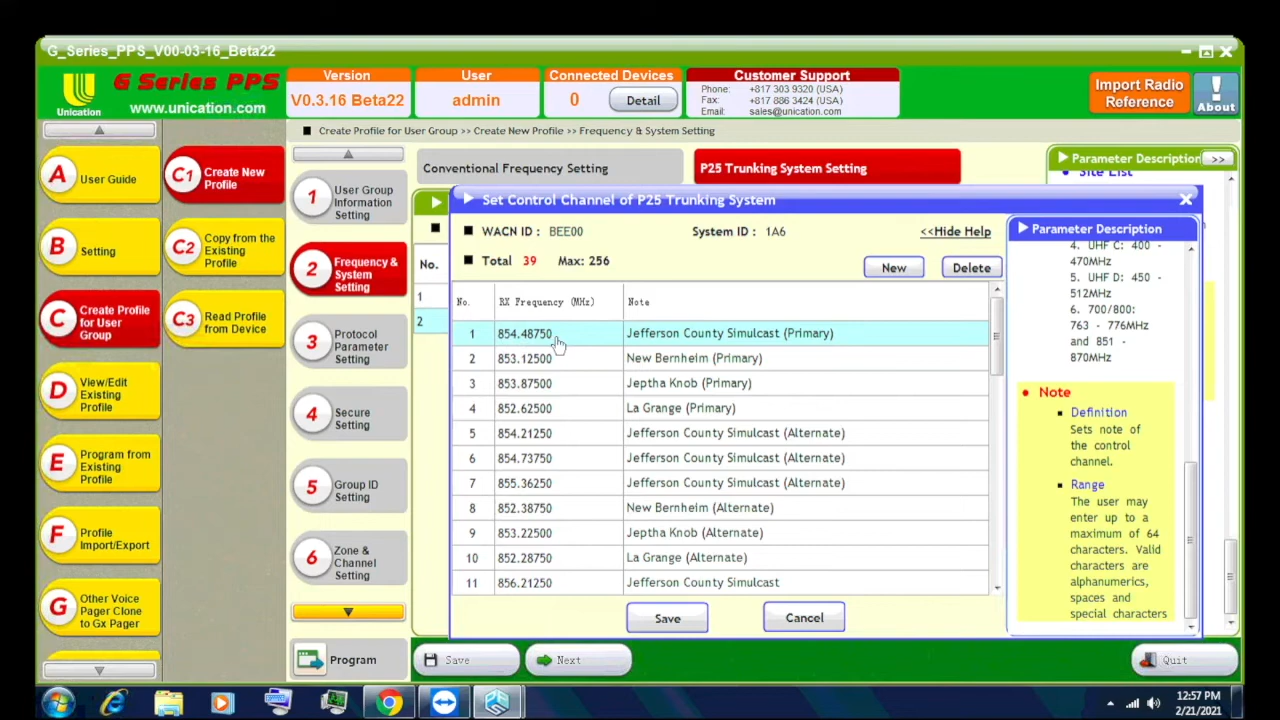 G_Series_PPS_V00-03-16_Beta22
Unication
G Series PPS
www.unication.com
Version
V0.3.16 Beta22
User
admin
Connected Devices
0
Detail
Customer Support
Phone: +817 303 9320 (USA)
Fax: +817 886 3424 (USA)
Email: sales@unication.com
Import Radio
Reference
!
About
Create Profile for User Group >> Create New Profile >> Frequency & System Setting
A User Guide
B Setting
C Create Profile
for User
Group
D View/Edit
Existing
Profile
E Program from
Existing
Profile
F Profile
Import/Export
G Other Voice
Pager Clone
to Gx Pager
C1 Create New
Profile
C2 Copy from the
Existing
Profile
C3 Read Profile
from Device
1 User Group
Information
Setting
2 Frequency &
System
Setting
3 Protocol
Parameter
Setting
4 Secure
Setting
5 Group ID
Setting
6 Zone &
Channel
Setting
Program
Conventional Frequency Setting
P25 Trunking System Setting
Parameter Description >>
Site List
No.
1
2
Set Control Channel of P25 Trunking System
WACN ID : BEE00
System ID : 1A6
<<Hide Help
Total 39 Max: 256
New
Delete
No. RX Frequency (MHz) Note
1 854.48750 Jefferson County Simulcast (Primary)
2 853.12500 New Bernheim (Primary)
3 853.87500 Jeptha Knob (Primary)
4 852.62500 La Grange (Primary)
5 854.21250 Jefferson County Simulcast (Alternate)
6 854.73750 Jefferson County Simulcast (Alternate)
7 855.36250 Jefferson County Simulcast (Alternate)
8 852.38750 New Bernheim (Alternate)
9 853.22500 Jeptha Knob (Alternate)
10 852.28750 La Grange (Alternate)
11 856.21250 Jefferson County Simulcast
Save
Cancel
Parameter Description
4. UHF C: 400 -
470MHz
5. UHF D: 450 -
512MHz
6. 700/800:
763 - 776MHz
and 851 -
870MHz
Note
Definition
Sets note of
the control
channel.
Range
The user may
enter up to a
maximum of 64
characters. Valid
characters are
alphanumerics,
spaces and
special characters
Save
Next
Quit
12:57 PM
2/21/2021